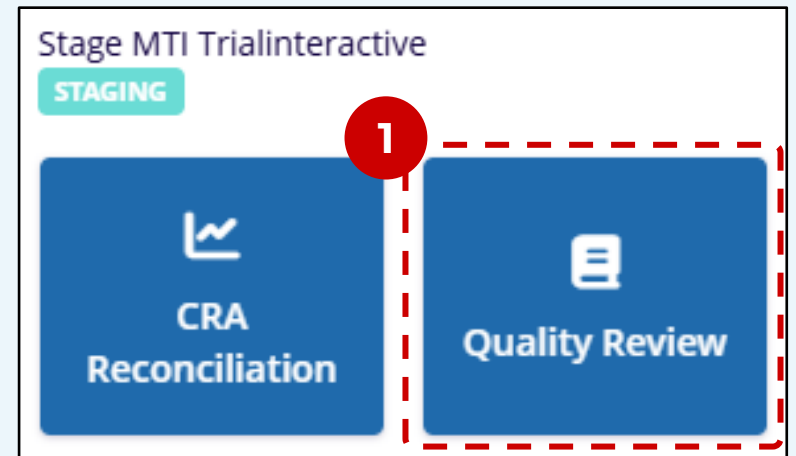 Stage MTI Trialinteractive
STAGING
1
CRA
Reconciliation
Quality Review